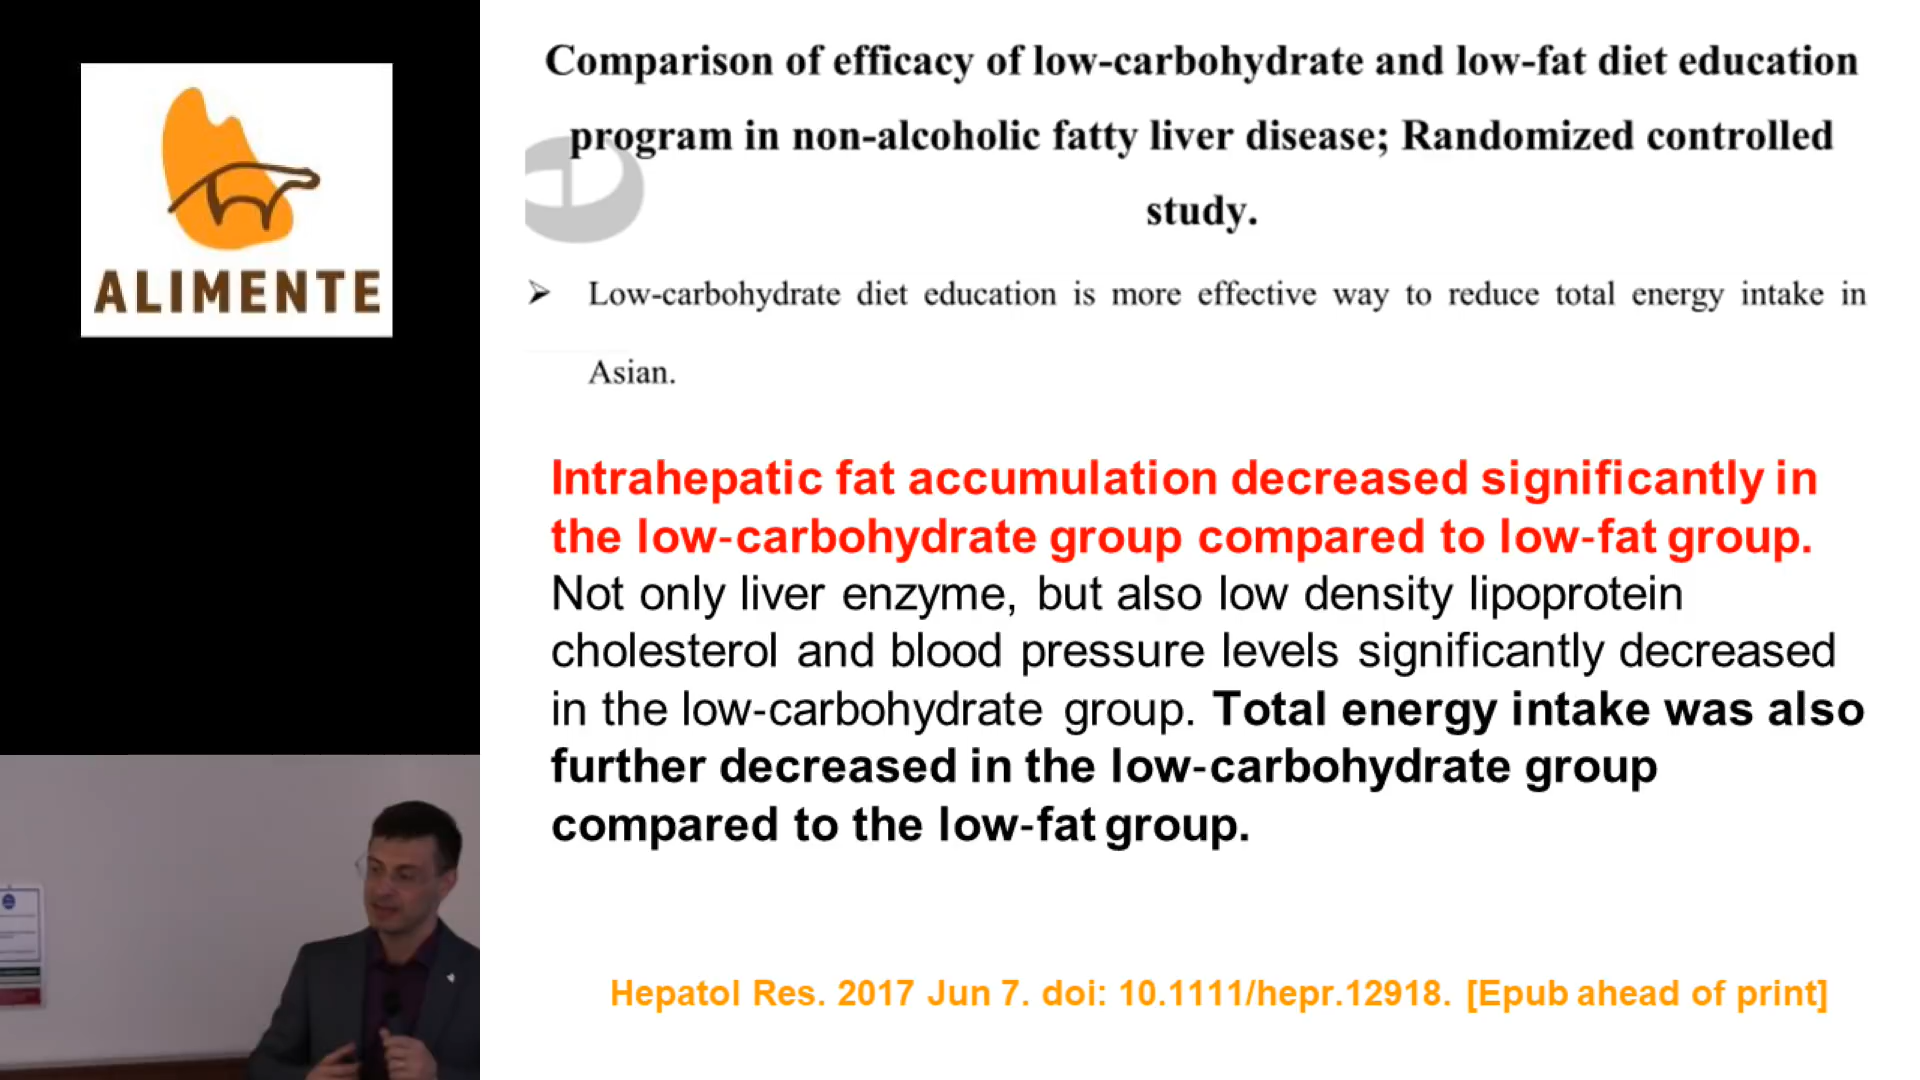 ALIMENTE
Comparison of efficacy of low-carbohydrate and low-fat diet education
program in non-alcoholic fatty liver disease; Randomized controlled
study.
➢ Low-carbohydrate diet education is more effective way to reduce total energy intake in
Asian.
Intrahepatic fat accumulation decreased significantly in
the low-carbohydrate group compared to low-fat group.
Not only liver enzyme, but also low density lipoprotein
cholesterol and blood pressure levels significantly decreased
in the low-carbohydrate group. Total energy intake was also
further decreased in the low-carbohydrate group
compared to the low-fat group.
Hepatol Res. 2017 Jun 7. doi: 10.1111/hepr.12918. [Epub ahead of print]